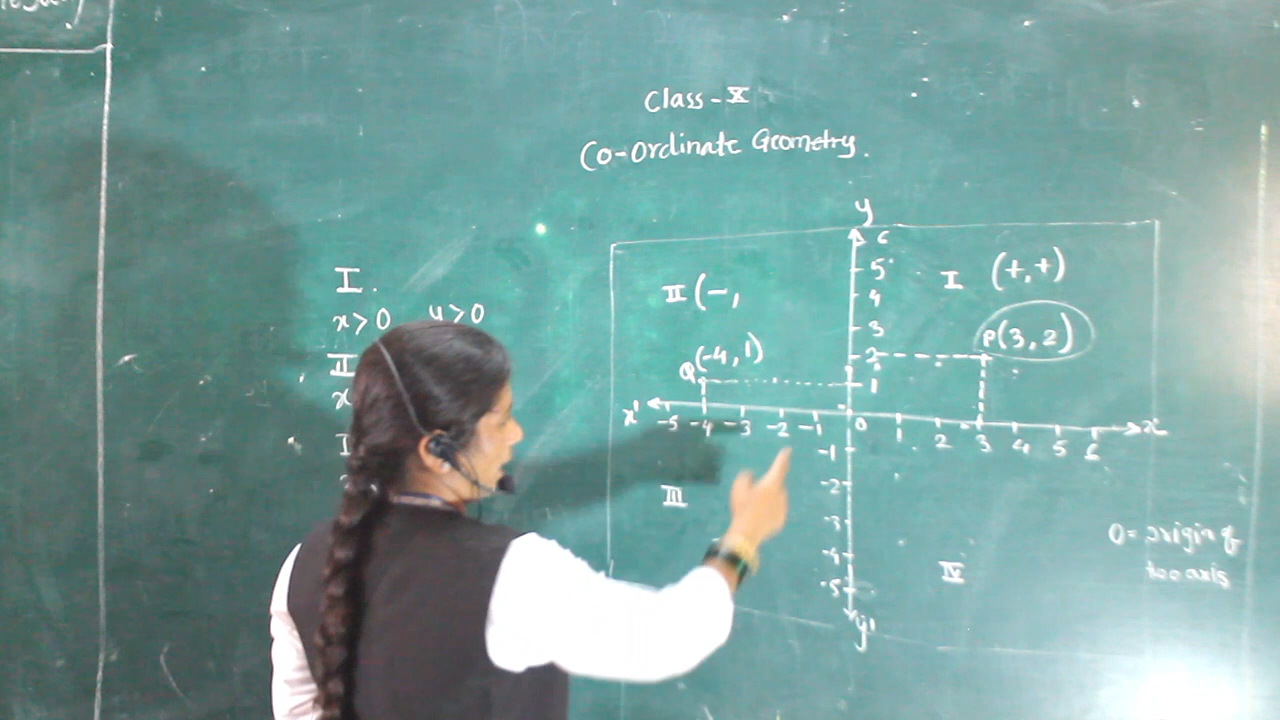 Class - X
Co-Ordinate Geometry.
I.
x>0 y>0
II
x
I
y
6
5
4
3
2
1
I (+,+)
P(3,2)
II (-,
Q(-4,1)
x' -5 -4 -3 -2 -1 0 1 2 3 4 5 6 x
-1
-2
-3
-4
-5
y'
III
IV
O = origin of